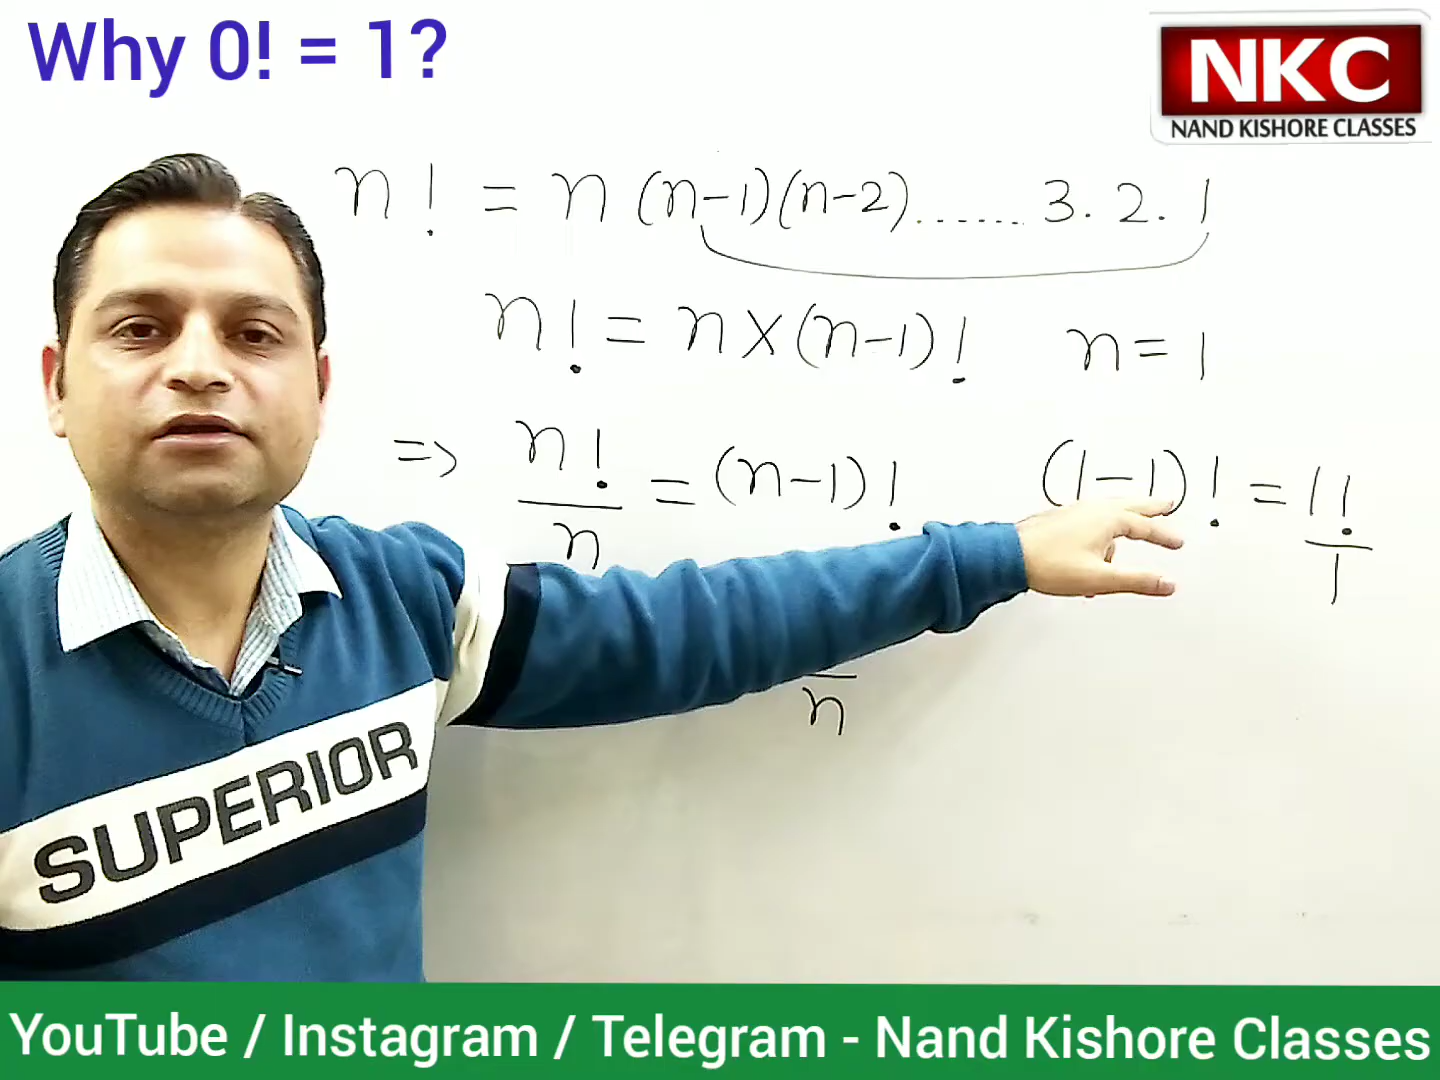 Why 0! = 1?
NKC
NAND KISHORE CLASSES
n! = n (n-1)(n-2)...... 3. 2. 1
n! = n×(n-1)! n = 1
=> n!/n = (n-1)! (1-1)! = 1!/1
n
SUPERIOR
YouTube / Instagram / Telegram - Nand Kishore Classes